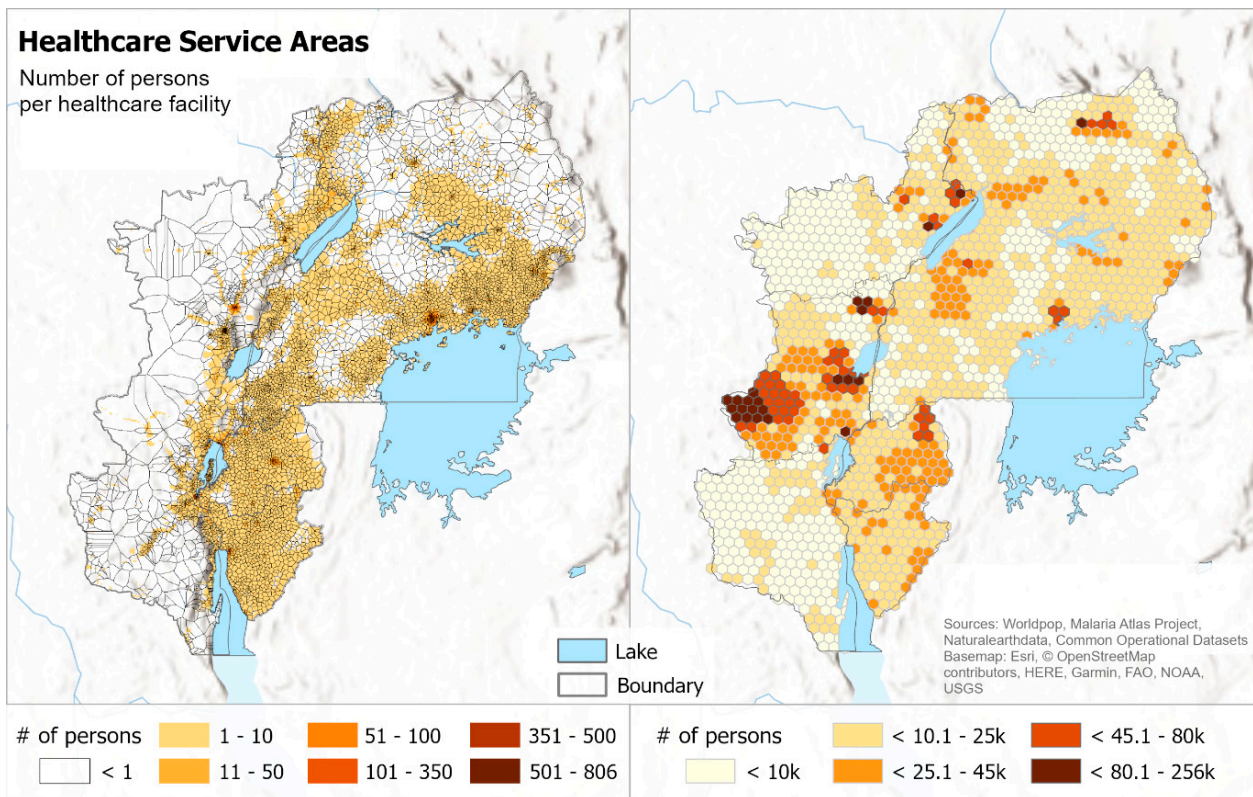 Healthcare Service Areas
Number of persons
per healthcare facility
Lake
Boundary
Sources: Worldpop, Malaria Atlas Project,
Naturalearthdata, Common Operational Datasets
Basemap: Esri, © OpenStreetMap
contributors, HERE, Garmin, FAO, NOAA,
USGS
# of persons
< 1
1 - 10
11 - 50
51 - 100
101 - 350
351 - 500
501 - 806
# of persons
< 10k
< 10.1 - 25k
< 25.1 - 45k
< 45.1 - 80k
< 80.1 - 256k